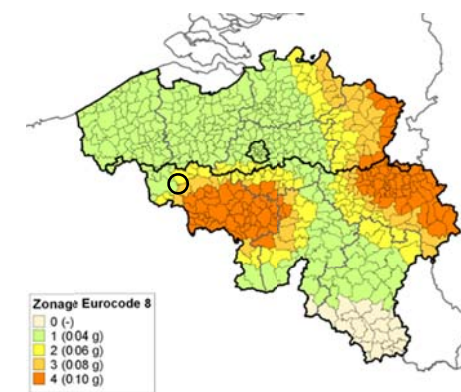 Zonage Eurocode 8
0 (-)
1 (0.04 g)
2 (0.06 g)
3 (0.08 g)
4 (0.10 g)